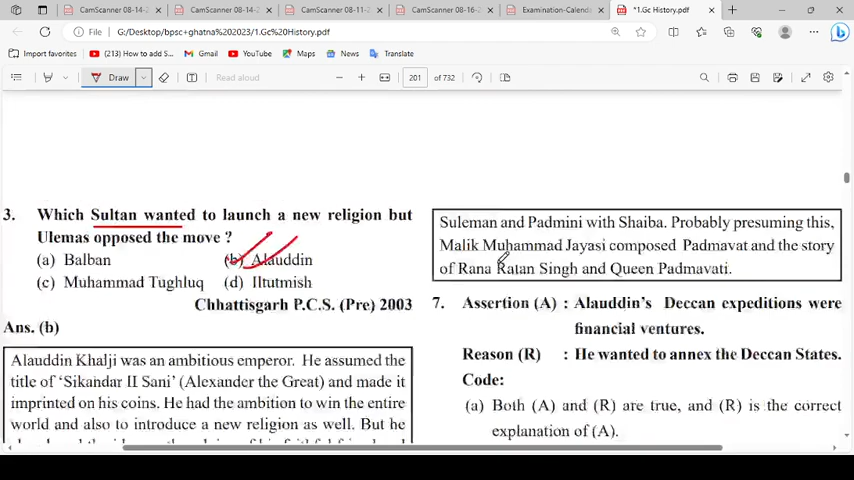 CamScanner 08-14-2
CamScanner 08-14-2
CamScanner 08-11-2
CamScanner 08-16-2
Examination-Calend
*1.Gc History.pdf
File
G:/Desktop/bpsc+ghatna%202023/1.Gc%20History.pdf
Import favorites
(213) How to add S...
Gmail
YouTube
Maps
News
Translate
Draw
Read aloud
201
of 732
3. Which Sultan wanted to launch a new religion but
Ulemas opposed the move ?
(a) Balban (b) Alauddin
(c) Muhammad Tughluq (d) Iltutmish
Chhattisgarh P.C.S. (Pre) 2003
Ans. (b)
Alauddin Khalji was an ambitious emperor. He assumed the
title of ‘Sikandar II Sani’ (Alexander the Great) and made it
imprinted on his coins. He had the ambition to win the entire
world and also to introduce a new religion as well. But he
Suleman and Padmini with Shaiba. Probably presuming this,
Malik Muhammad Jayasi composed Padmavat and the story
of Rana Ratan Singh and Queen Padmavati.
7. Assertion (A) : Alauddin’s Deccan expeditions were
financial ventures.
Reason (R) : He wanted to annex the Deccan States.
Code:
(a) Both (A) and (R) are true, and (R) is the correct
explanation of (A).